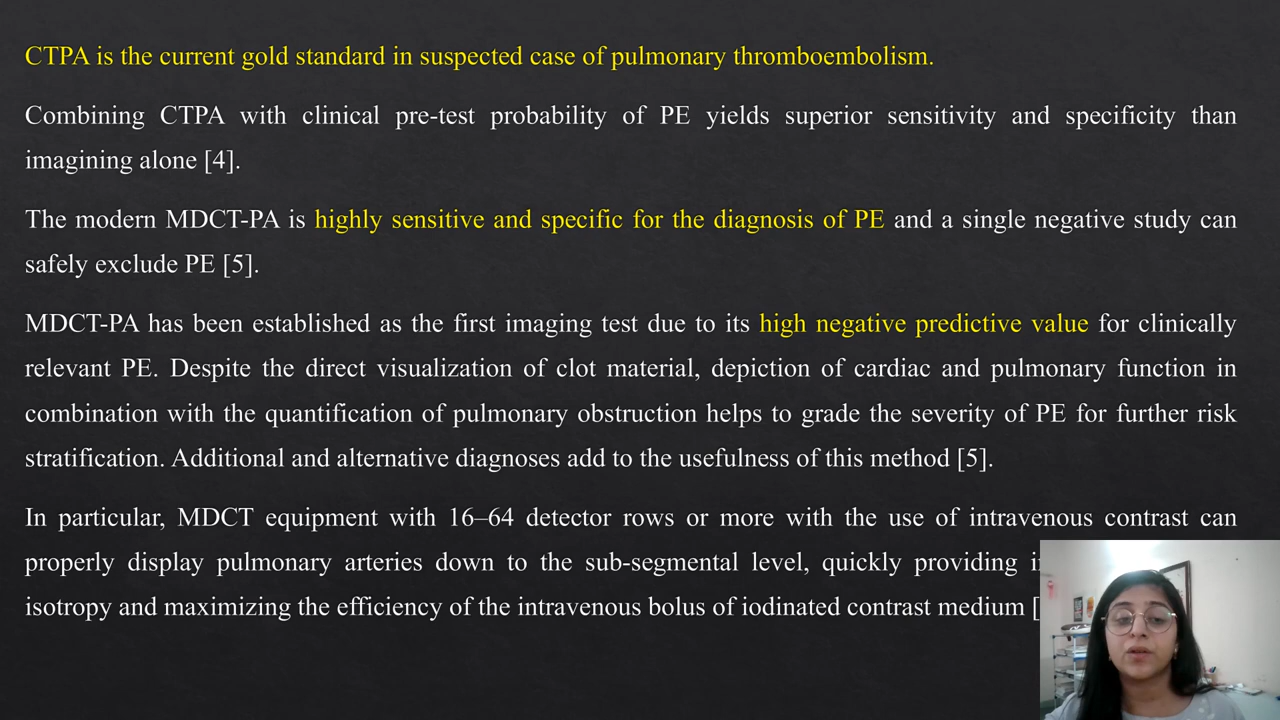 CTPA is the current gold standard in suspected case of pulmonary thromboembolism.
Combining CTPA with clinical pre-test probability of PE yields superior sensitivity and specificity than
imagining alone [4].
The modern MDCT-PA is highly sensitive and specific for the diagnosis of PE and a single negative study can
safely exclude PE [5].
MDCT-PA has been established as the first imaging test due to its high negative predictive value for clinically
relevant PE. Despite the direct visualization of clot material, depiction of cardiac and pulmonary function in
combination with the quantification of pulmonary obstruction helps to grade the severity of PE for further risk
stratification. Additional and alternative diagnoses add to the usefulness of this method [5].
In particular, MDCT equipment with 16–64 detector rows or more with the use of intravenous contrast can
properly display pulmonary arteries down to the sub-segmental level, quickly providing
isotropy and maximizing the efficiency of the intravenous bolus of iodinated contrast medium [